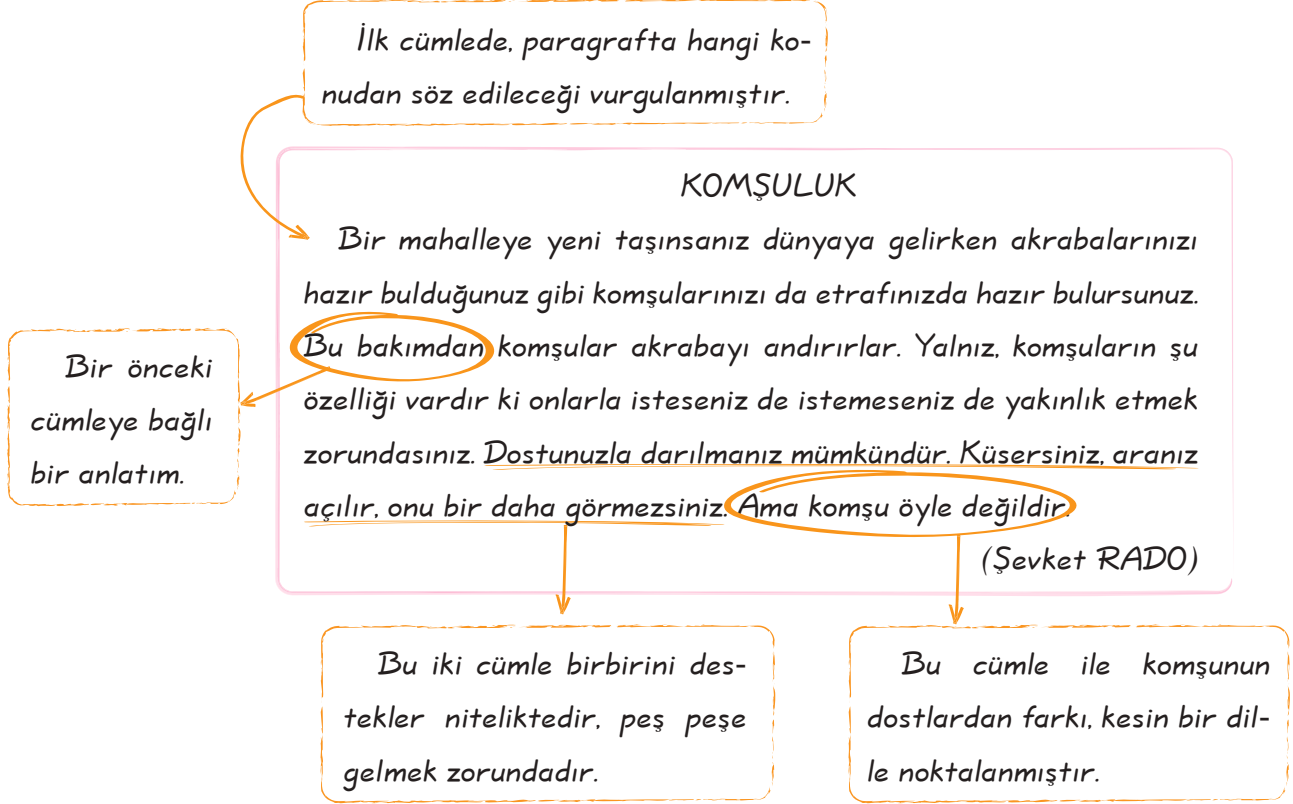 İlk cümlede, paragrafta hangi ko-
nudan söz edileceği vurgulanmıştır.
KOMŞULUK
Bir mahalleye yeni taşınsanız dünyaya gelirken akrabalarınızı
hazır bulduğunuz gibi komşularınızı da etrafınızda hazır bulursunuz.
Bu bakımdan komşular akrabayı andırırlar. Yalnız, komşuların şu
özelliği vardır ki onlarla isteseniz de istemeseniz de yakınlık etmek
zorundasınız. Dostunuzla darılmanız mümkündür. Küsersiniz, aranız
açılır, onu bir daha görmezsiniz. Ama komşu öyle değildir.
(Şevket RADO)
Bir önceki
cümleye bağlı
bir anlatım.
Bu iki cümle birbirini des-
tekler niteliktedir, peş peşe
gelmek zorundadır.
Bu cümle ile komşunun
dostlardan farkı, kesin bir dil-
le noktalanmıştır.